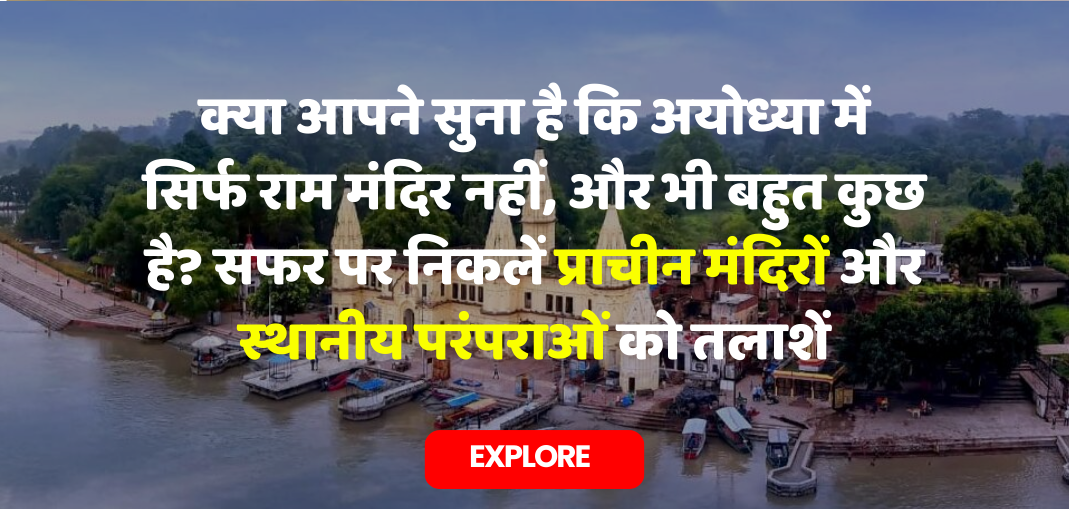 क्या आपने सुना है कि अयोध्या में
सिर्फ राम मंदिर नहीं, और भी बहुत कुछ
है? सफर पर निकलें प्राचीन मंदिरों और
स्थानीय परंपराओं को तलाशें
EXPLORE